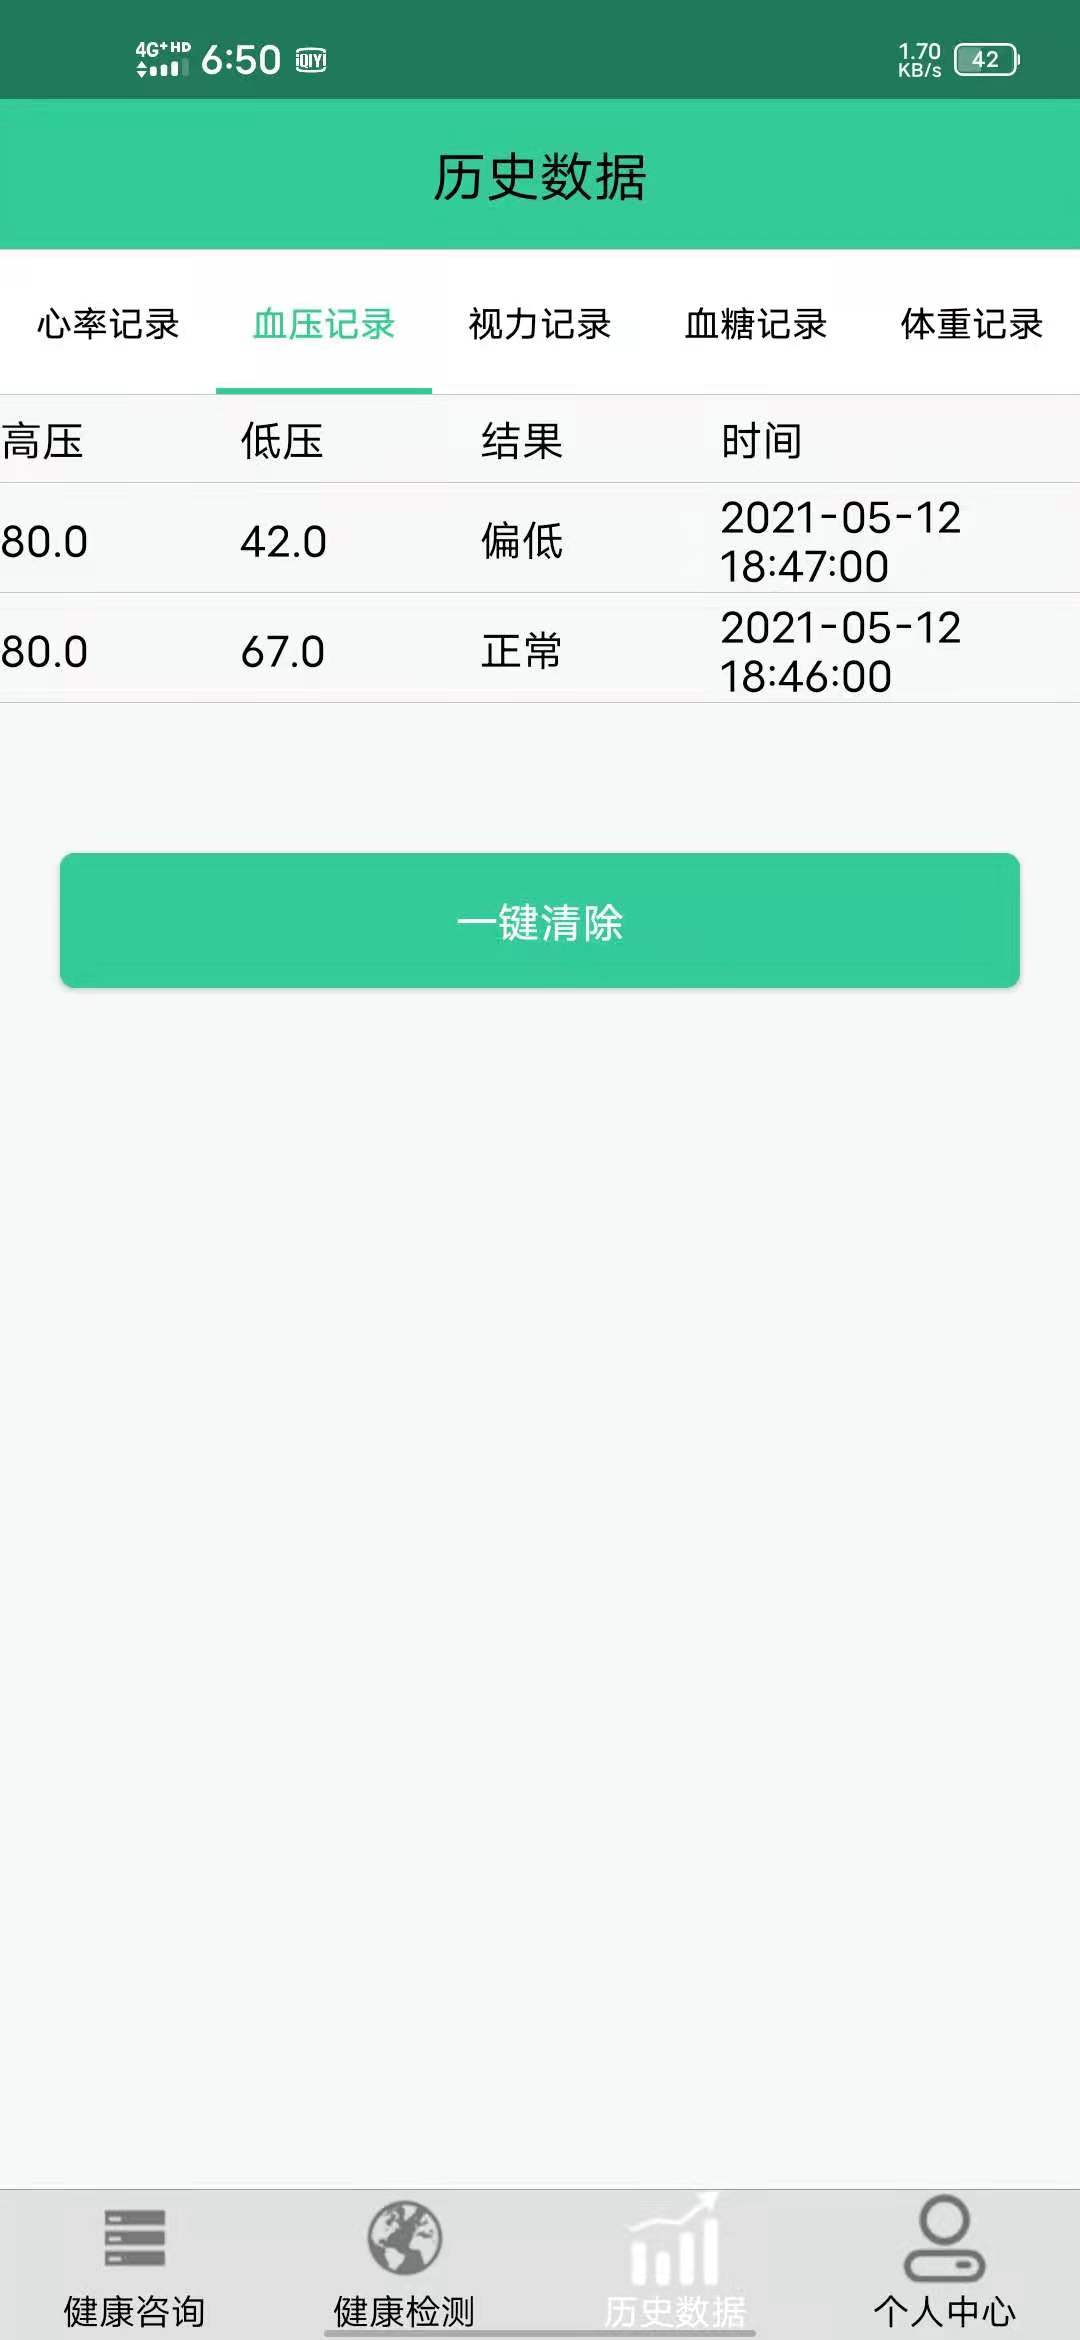 4G+ HD 6:50 iQIYI 1.70 KB/s 42
历史数据
心率记录 血压记录 视力记录 血糖记录 体重记录
高压 低压 结果 时间
80.0 42.0 偏低 2021-05-12
18:47:00
80.0 67.0 正常 2021-05-12
18:46:00
一键清除
健康咨询 健康检测 历史数据 个人中心